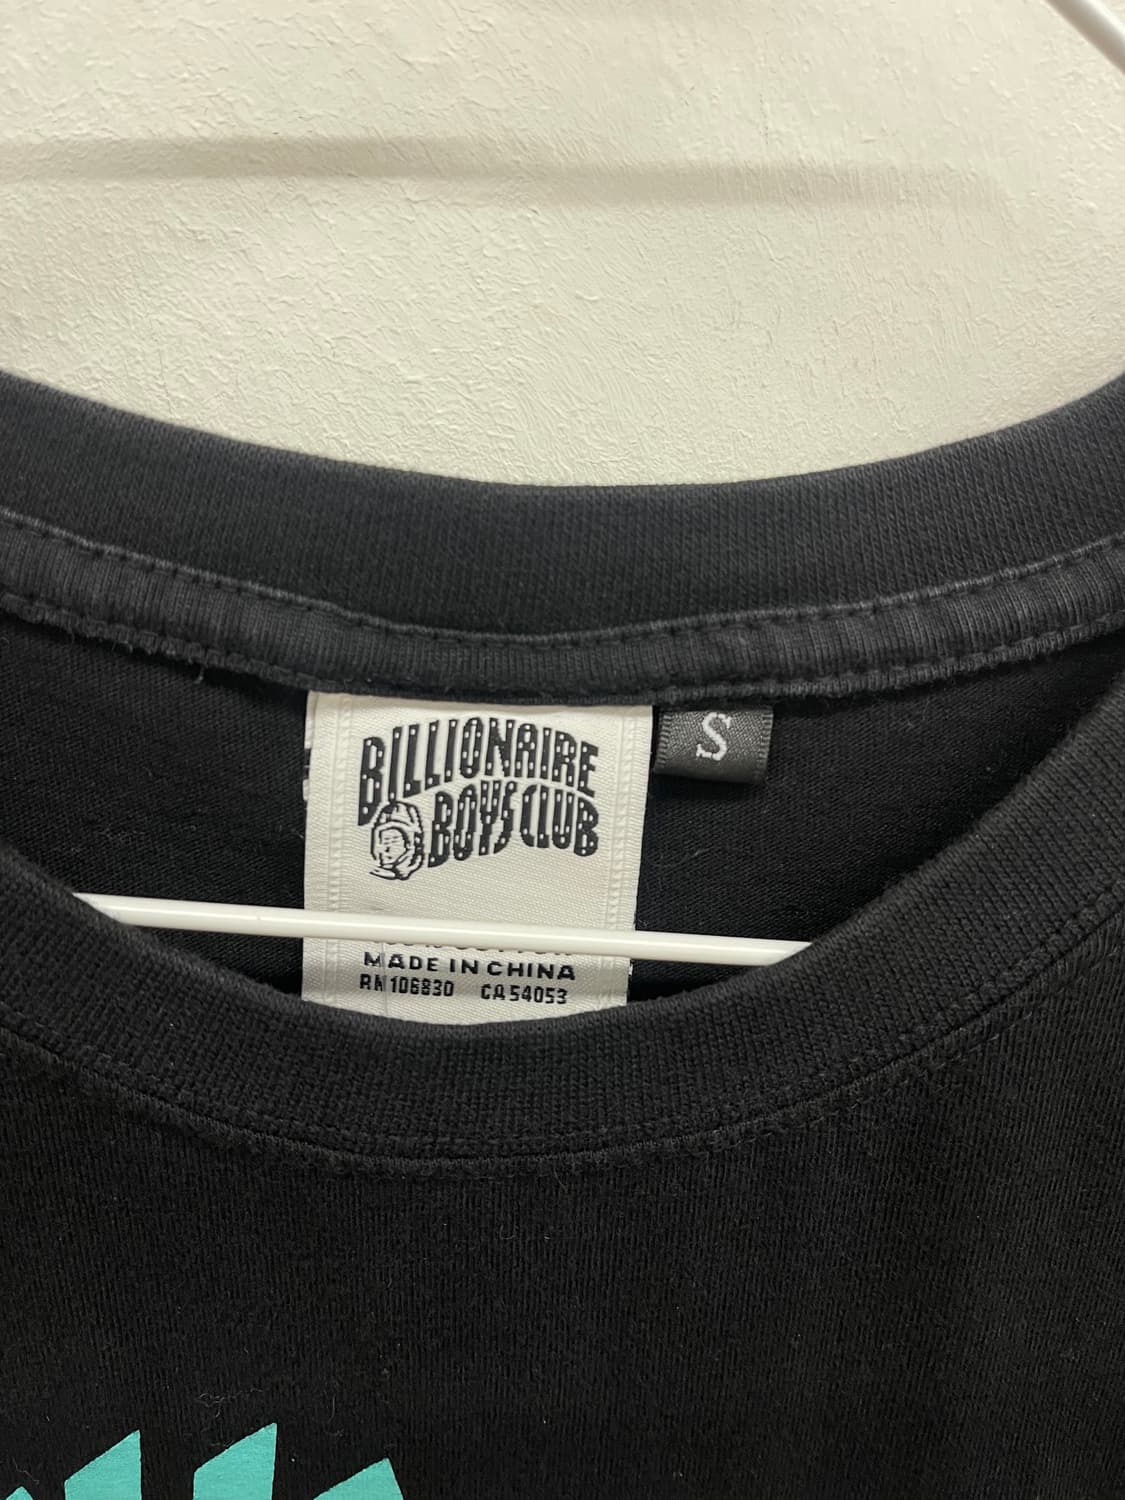 BILLIONAIRE
BOYS CLUB
S
MADE IN CHINA
RN 106830 CA 54053